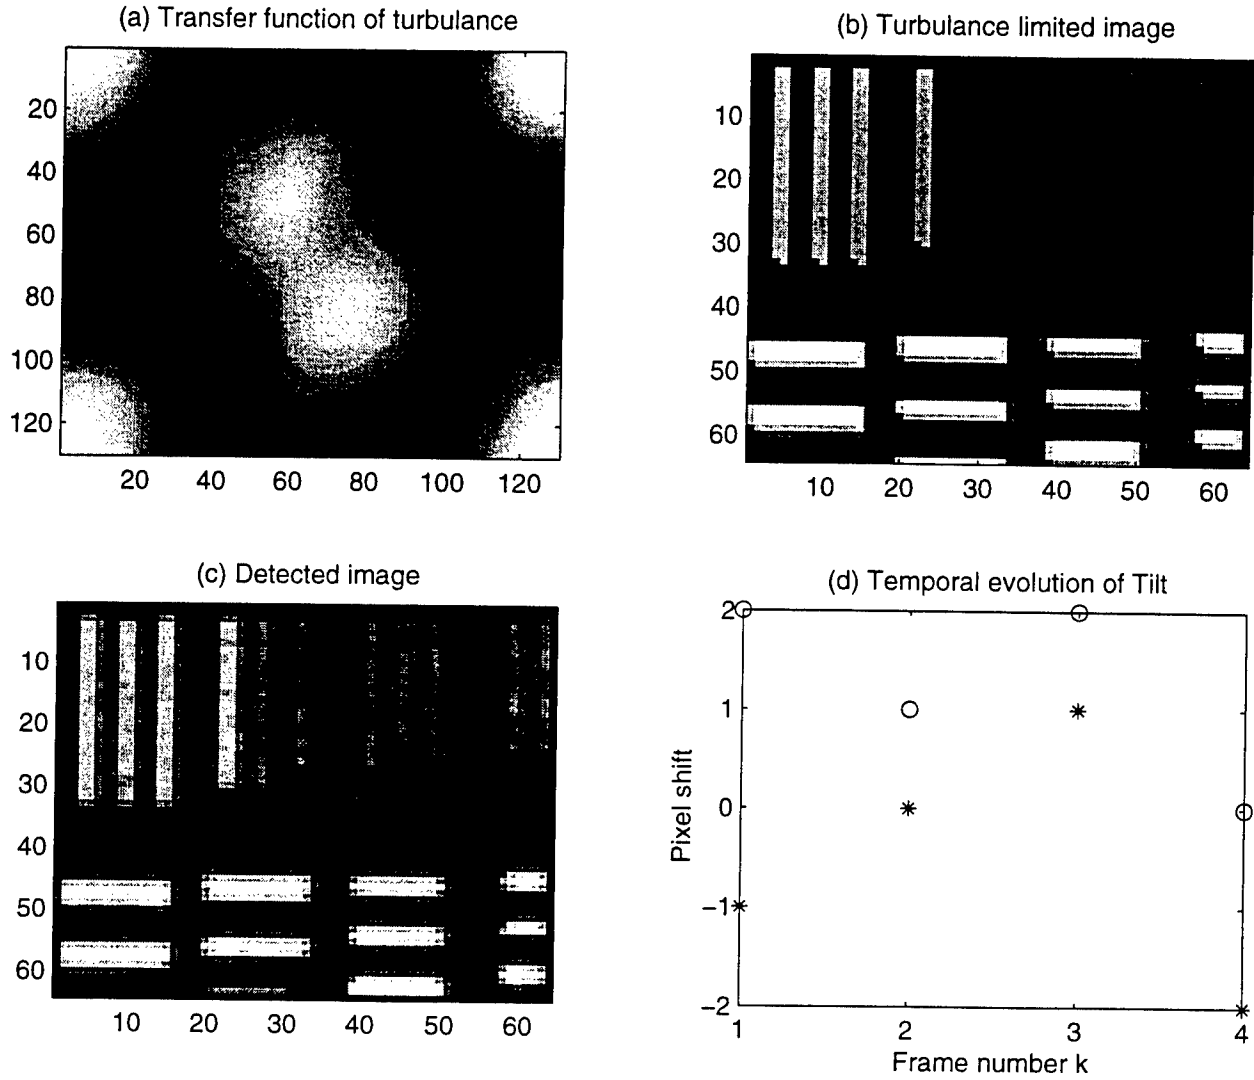 (a) Transfer function of turbulance
20
40
60
80
100
120
20 40 60 80 100 120
(b) Turbulance limited image
10
20
30
40
50
60
10 20 30 40 50 60
(c) Detected image
10
20
30
40
50
60
10 20 30 40 50 60
(d) Temporal evolution of Tilt
2
1
0
−1
−2
Pixel shift
1 2 3 4
Frame number k